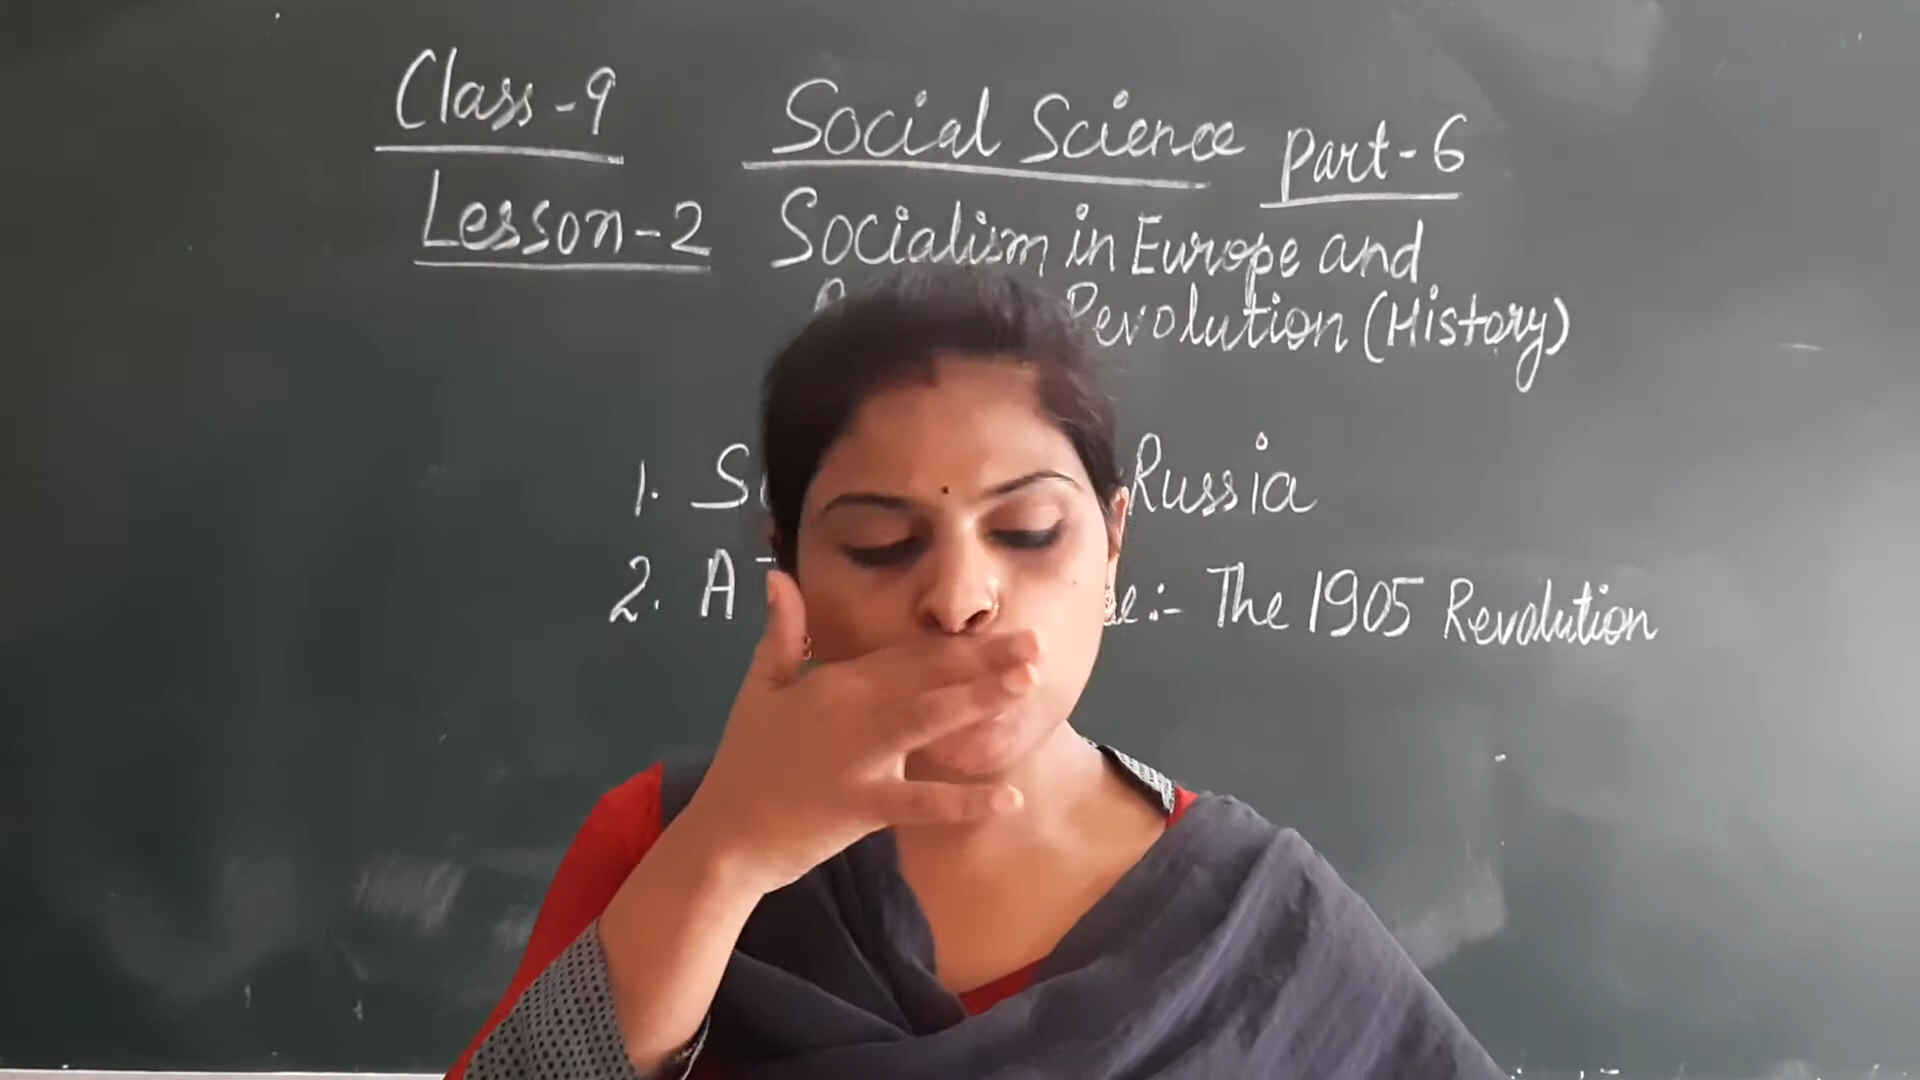 Class-9 Social Science Part-6
Lesson-2 Socialism in Europe and
Revolution (History)
1. Russia
2. A :- The 1905 Revolution